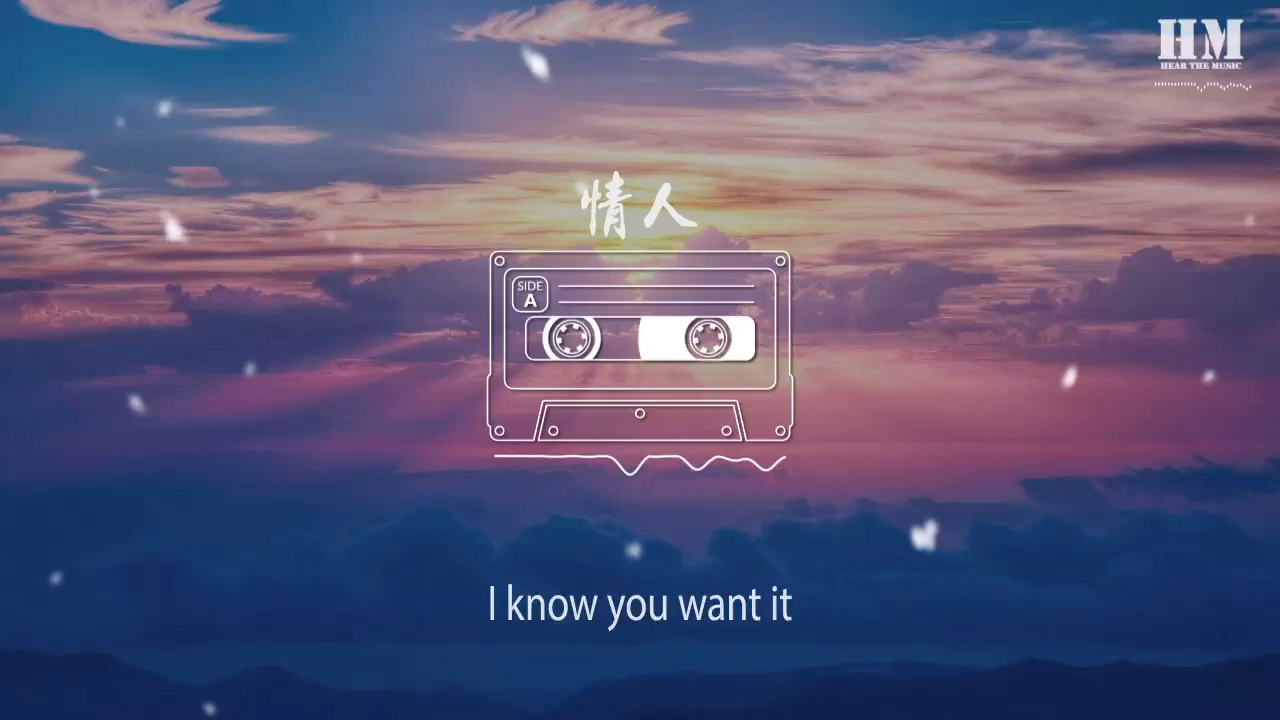 HM
HEAR THE MUSIC
情人
SIDE
A
I know you want it